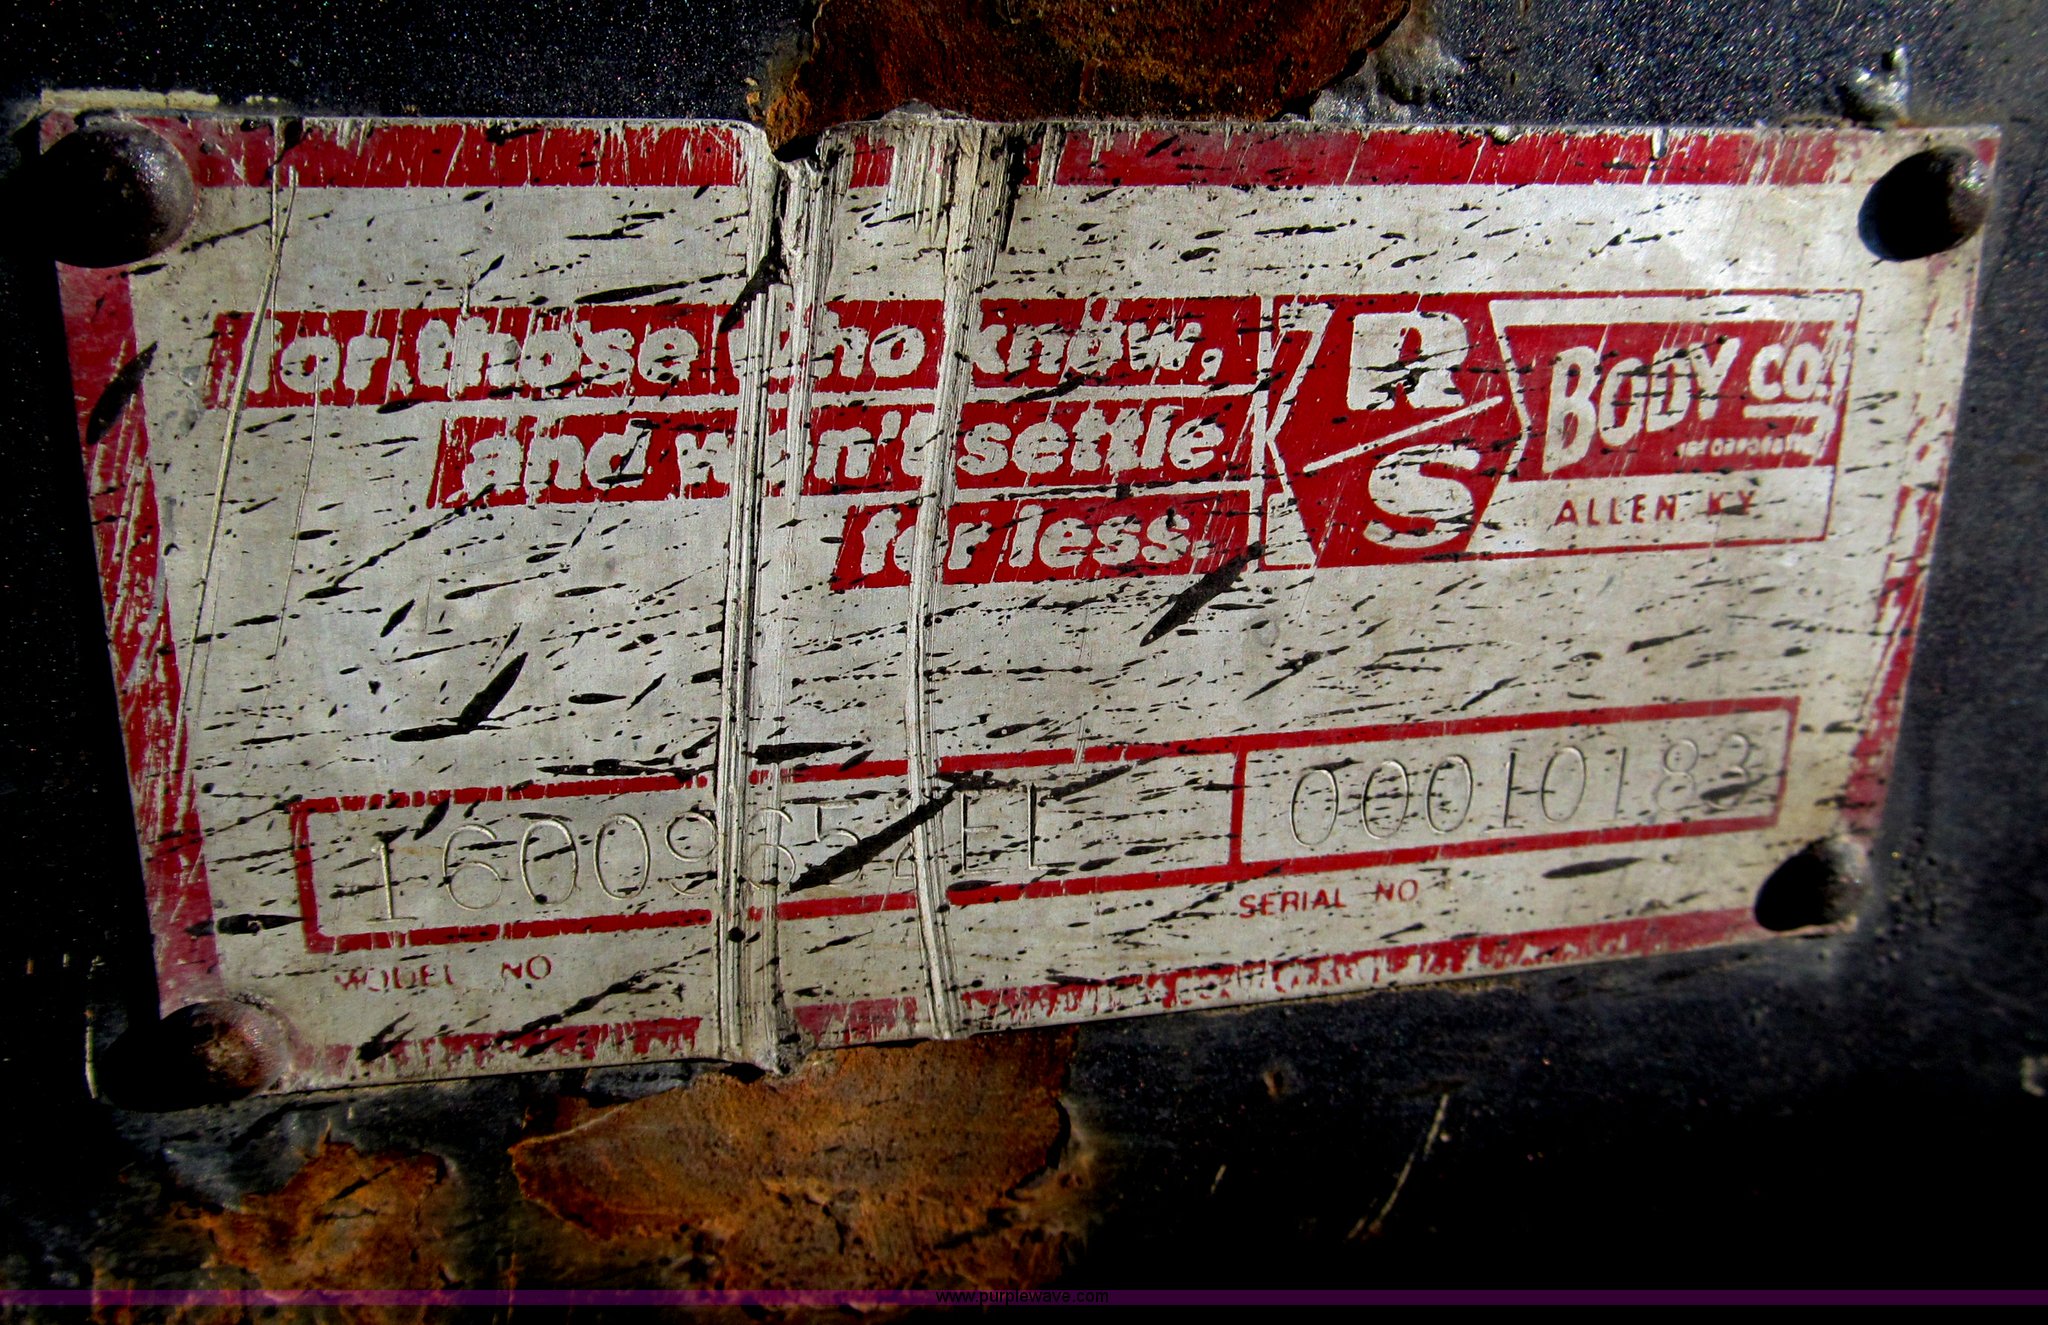 for those who know,
and won't settle
for less.
R/S
BODY CO.
INCORPORATED
ALLEN KY
00010183
MODEL NO
SERIAL NO
www.purplewave.com